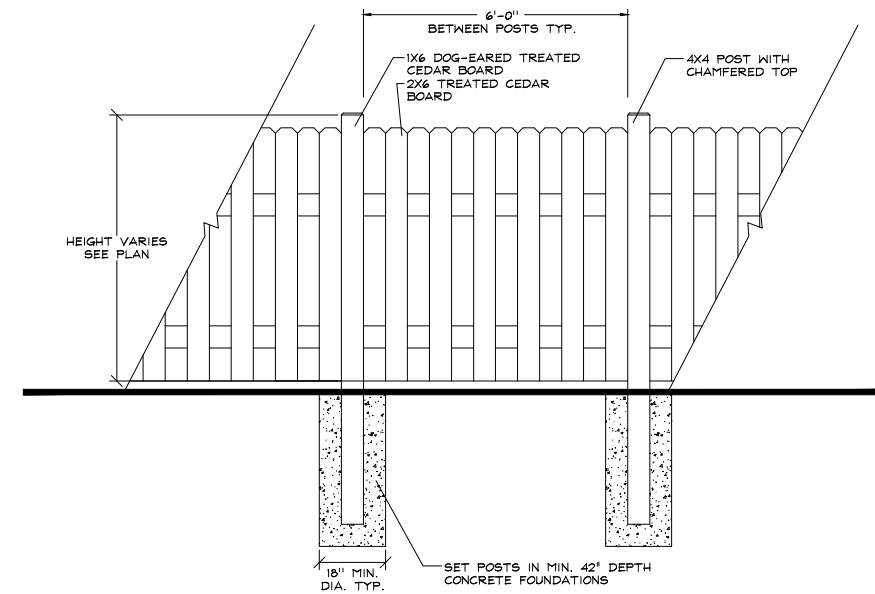 6'-0"
BETWEEN POSTS TYP.
1X6 DOG-EARED TREATED
CEDAR BOARD
2X6 TREATED CEDAR
BOARD
4X4 POST WITH
CHAMFERED TOP
HEIGHT VARIES
SEE PLAN
18" MIN.
DIA. TYP.
SET POSTS IN MIN. 42" DEPTH
CONCRETE FOUNDATIONS